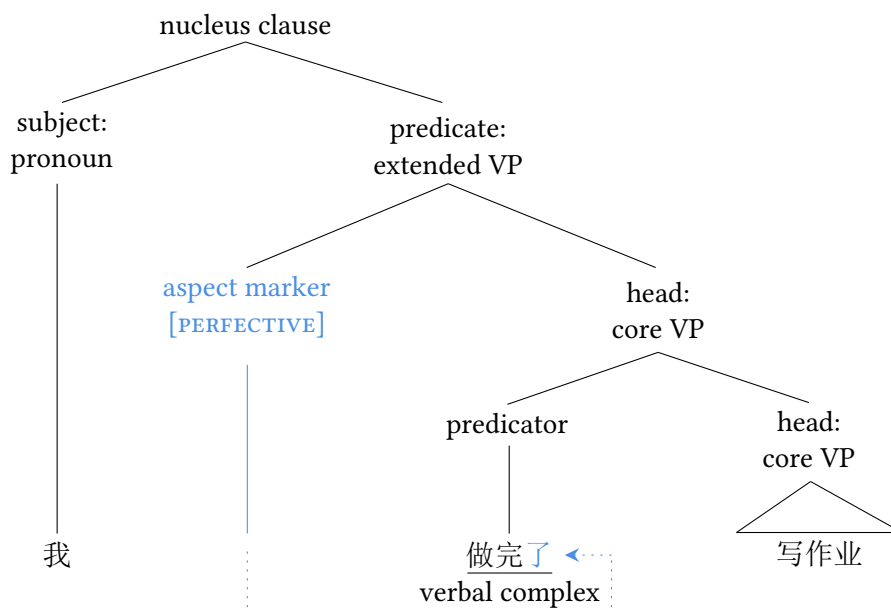 nucleus clause
subject:
pronoun
predicate:
extended VP
aspect marker
[PERFECTIVE]
head:
core VP
predicator
head:
core VP
我
做完了
写作业
verbal complex